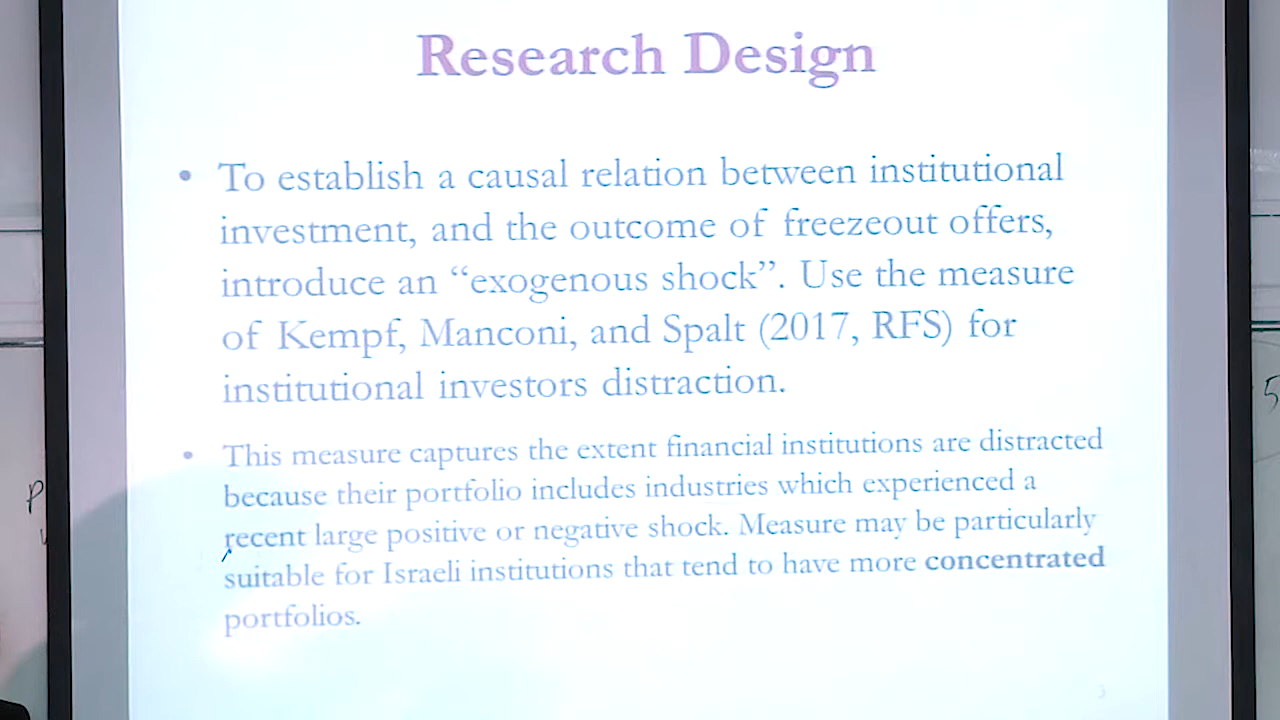 Research Design
• To establish a causal relation between institutional
investment, and the outcome of freezeout offers,
introduce an “exogenous shock”. Use the measure
of Kempf, Manconi, and Spalt (2017, RFS) for
institutional investors distraction.
• This measure captures the extent financial institutions are distracted
because their portfolio includes industries which experienced a
recent large positive or negative shock. Measure may be particularly
suitable for Israeli institutions that tend to have more concentrated
portfolios.
3
P
5